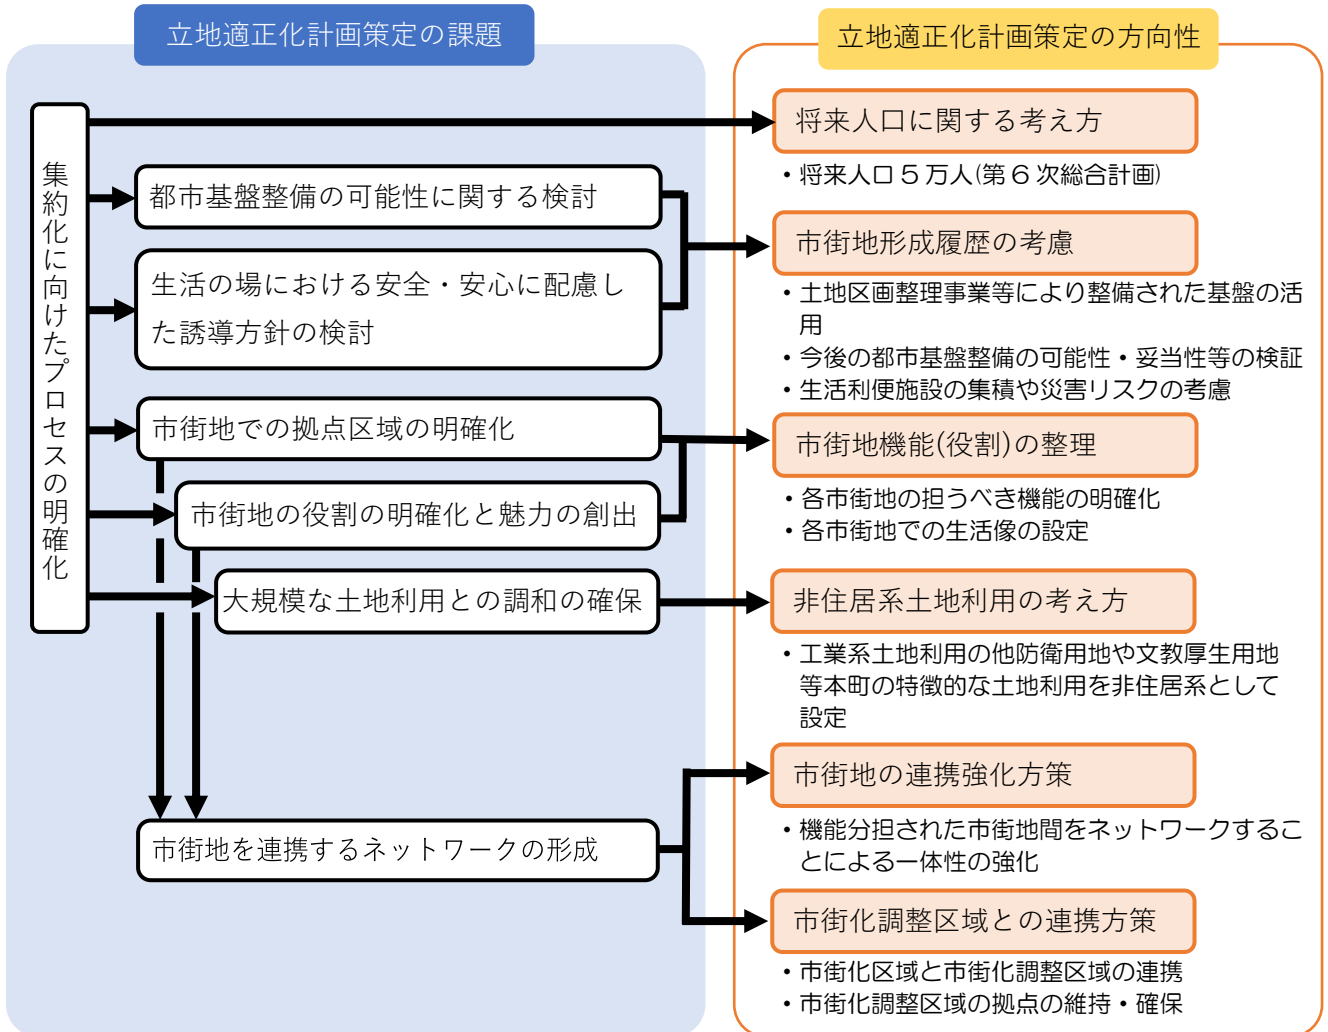 立地適正化計画策定の課題
立地適正化計画策定の方向性
集約化に向けたプロセスの明確化
都市基盤整備の可能性に関する検討
生活の場における安全・安心に配慮し
た誘導方針の検討
市街地での拠点区域の明確化
市街地の役割の明確化と魅力の創出
大規模な土地利用との調和の確保
市街地を連携するネットワークの形成
将来人口に関する考え方
・将来人口５万人(第６次総合計画)
市街地形成履歴の考慮
・土地区画整理事業等により整備された基盤の活
用
・今後の都市基盤整備の可能性・妥当性等の検証
・生活利便施設の集積や災害リスクの考慮
市街地機能(役割)の整理
・各市街地の担うべき機能の明確化
・各市街地での生活像の設定
非住居系土地利用の考え方
・工業系土地利用の他防衛用地や文教厚生用地
等本町の特徴的な土地利用を非住居系として
設定
市街地の連携強化方策
・機能分担された市街地間をネットワークするこ
とによる一体性の強化
市街化調整区域との連携方策
・市街化区域と市街化調整区域の連携
・市街化調整区域の拠点の維持・確保